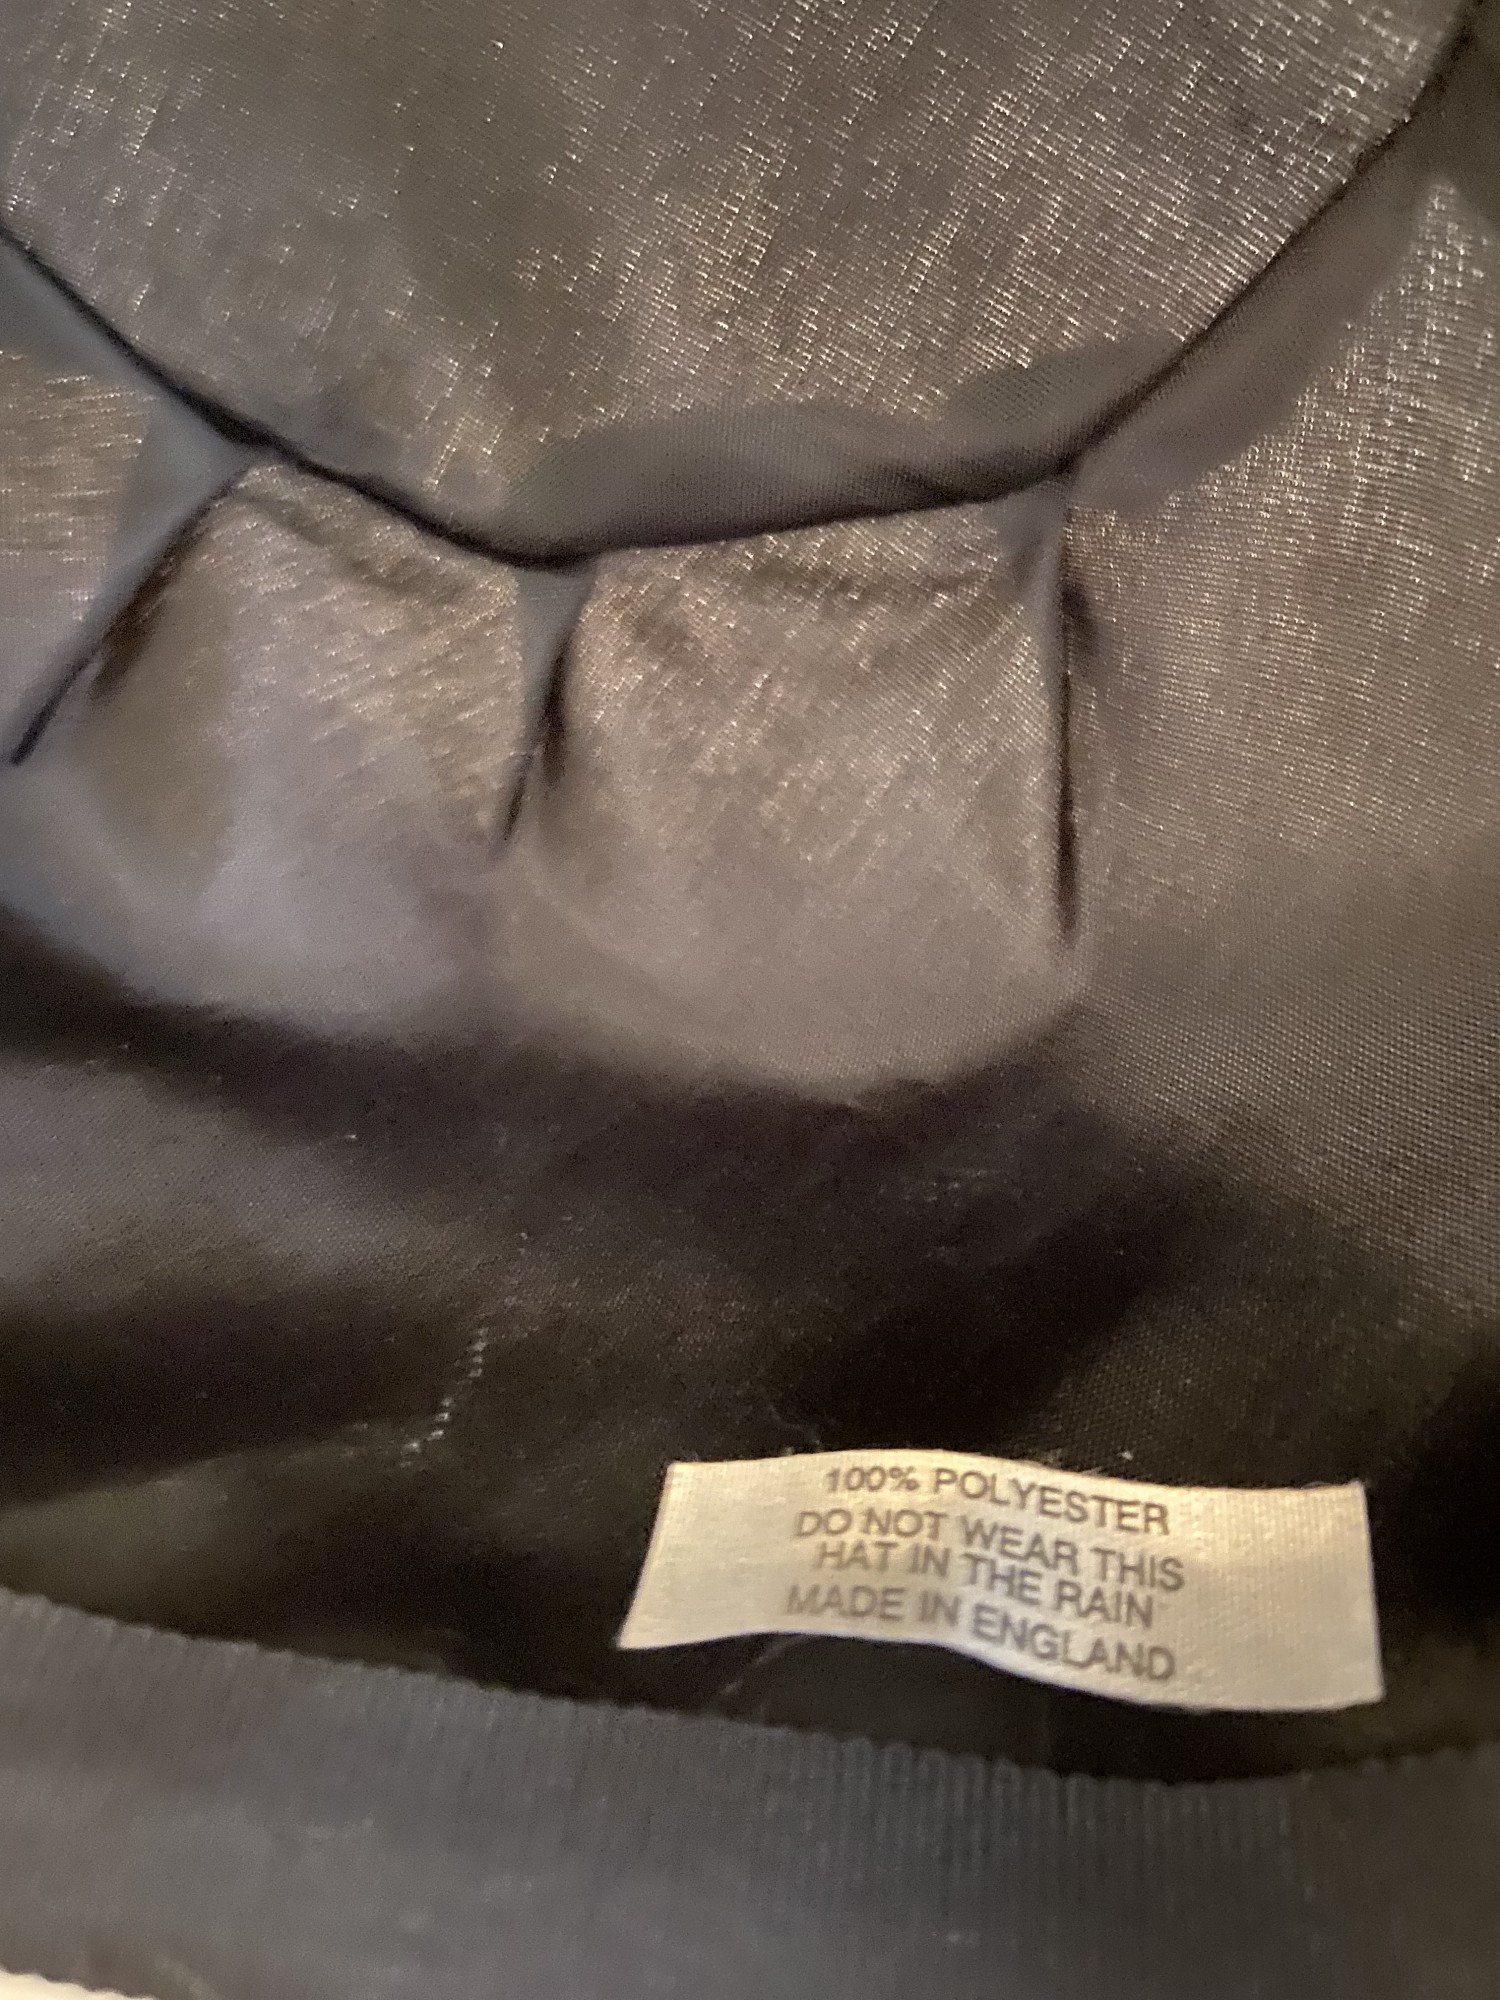 100% POLYESTER
DO NOT WEAR THIS
HAT IN THE RAIN
MADE IN ENGLAND